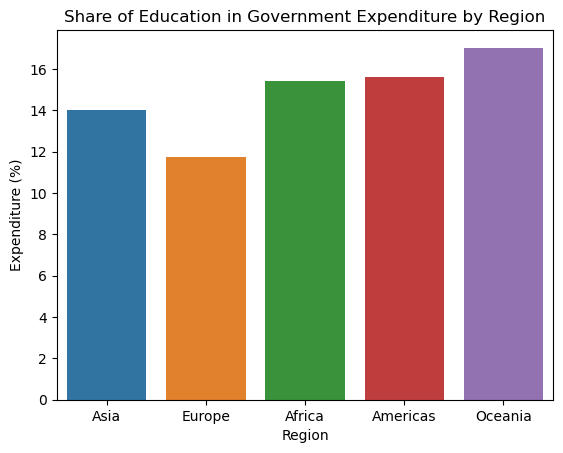 Share of Education in Government Expenditure by Region
Expenditure (%)
16
14
12
10
8
6
4
2
0
Asia Europe Africa Americas Oceania
Region